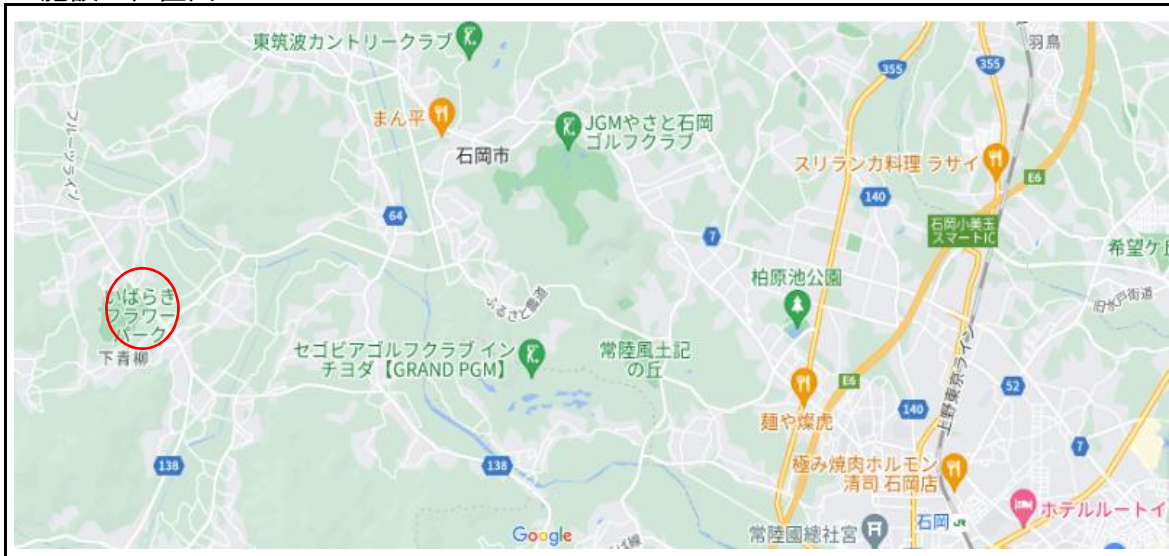 東筑波カントリークラブ
羽鳥
355
355
まん平
石岡市
JGMやさと石岡
ゴルフクラブ
フルーツライン
スリランカ料理 ラサイ
E6
140
64
石岡小美玉
スマートIC
7
希望ケ丘
柏原池公園
旧水戸街道
いばらき
フラワー
パーク
下青柳
ふるさと農道
セゴビアゴルフクラブ イン
チヨダ【GRAND PGM】
常陸風土記
の丘
上野東京ライン
E6
52
麺や燦虎
140
7
138
138
極み焼肉ホルモン
清司 石岡店
ホテルルートイ
Google
常陸國總社宮
石岡 JR